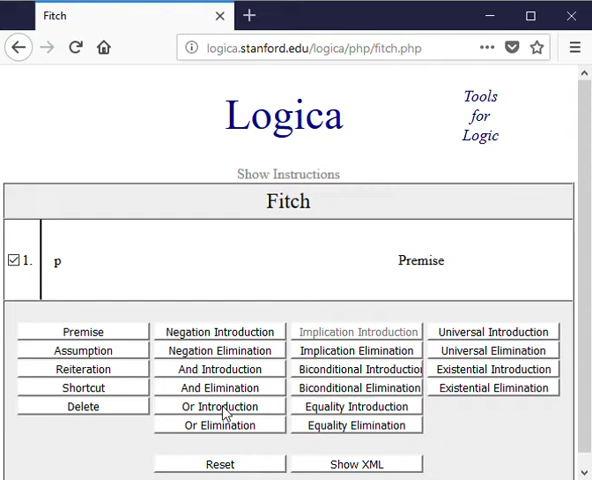 Fitch
logica.stanford.edu/logica/php/fitch.php
Logica
Tools
for
Logic
Show Instructions
Fitch
1. p Premise
Premise Negation Introduction Implication Introduction Universal Introduction
Assumption Negation Elimination Implication Elimination Universal Elimination
Reiteration And Introduction Biconditional Introduction Existential Introduction
Shortcut And Elimination Biconditional Elimination Existential Elimination
Delete Or Introduction Equality Introduction
Or Elimination Equality Elimination
Reset Show XML